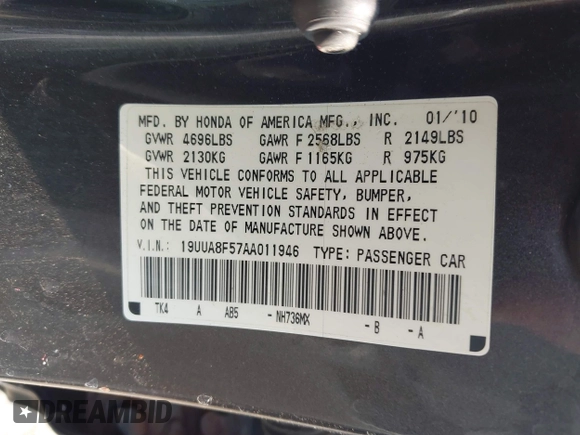 MFD. BY HONDA OF AMERICA MFG., INC. 01/'10
GVWR 4696LBS GAWR F 2568LBS R 2149LBS
GVWR 2130KG GAWR F 1165KG R 975KG
THIS VEHICLE CONFORMS TO ALL APPLICABLE
FEDERAL MOTOR VEHICLE SAFETY, BUMPER,
AND THEFT PREVENTION STANDARDS IN EFFECT
ON THE DATE OF MANUFACTURE SHOWN ABOVE.
V.I.N.: 19UUA8F57AA011946 TYPE: PASSENGER CAR
TK4 A AB5 -NH736MX -B -A
DREAMBID